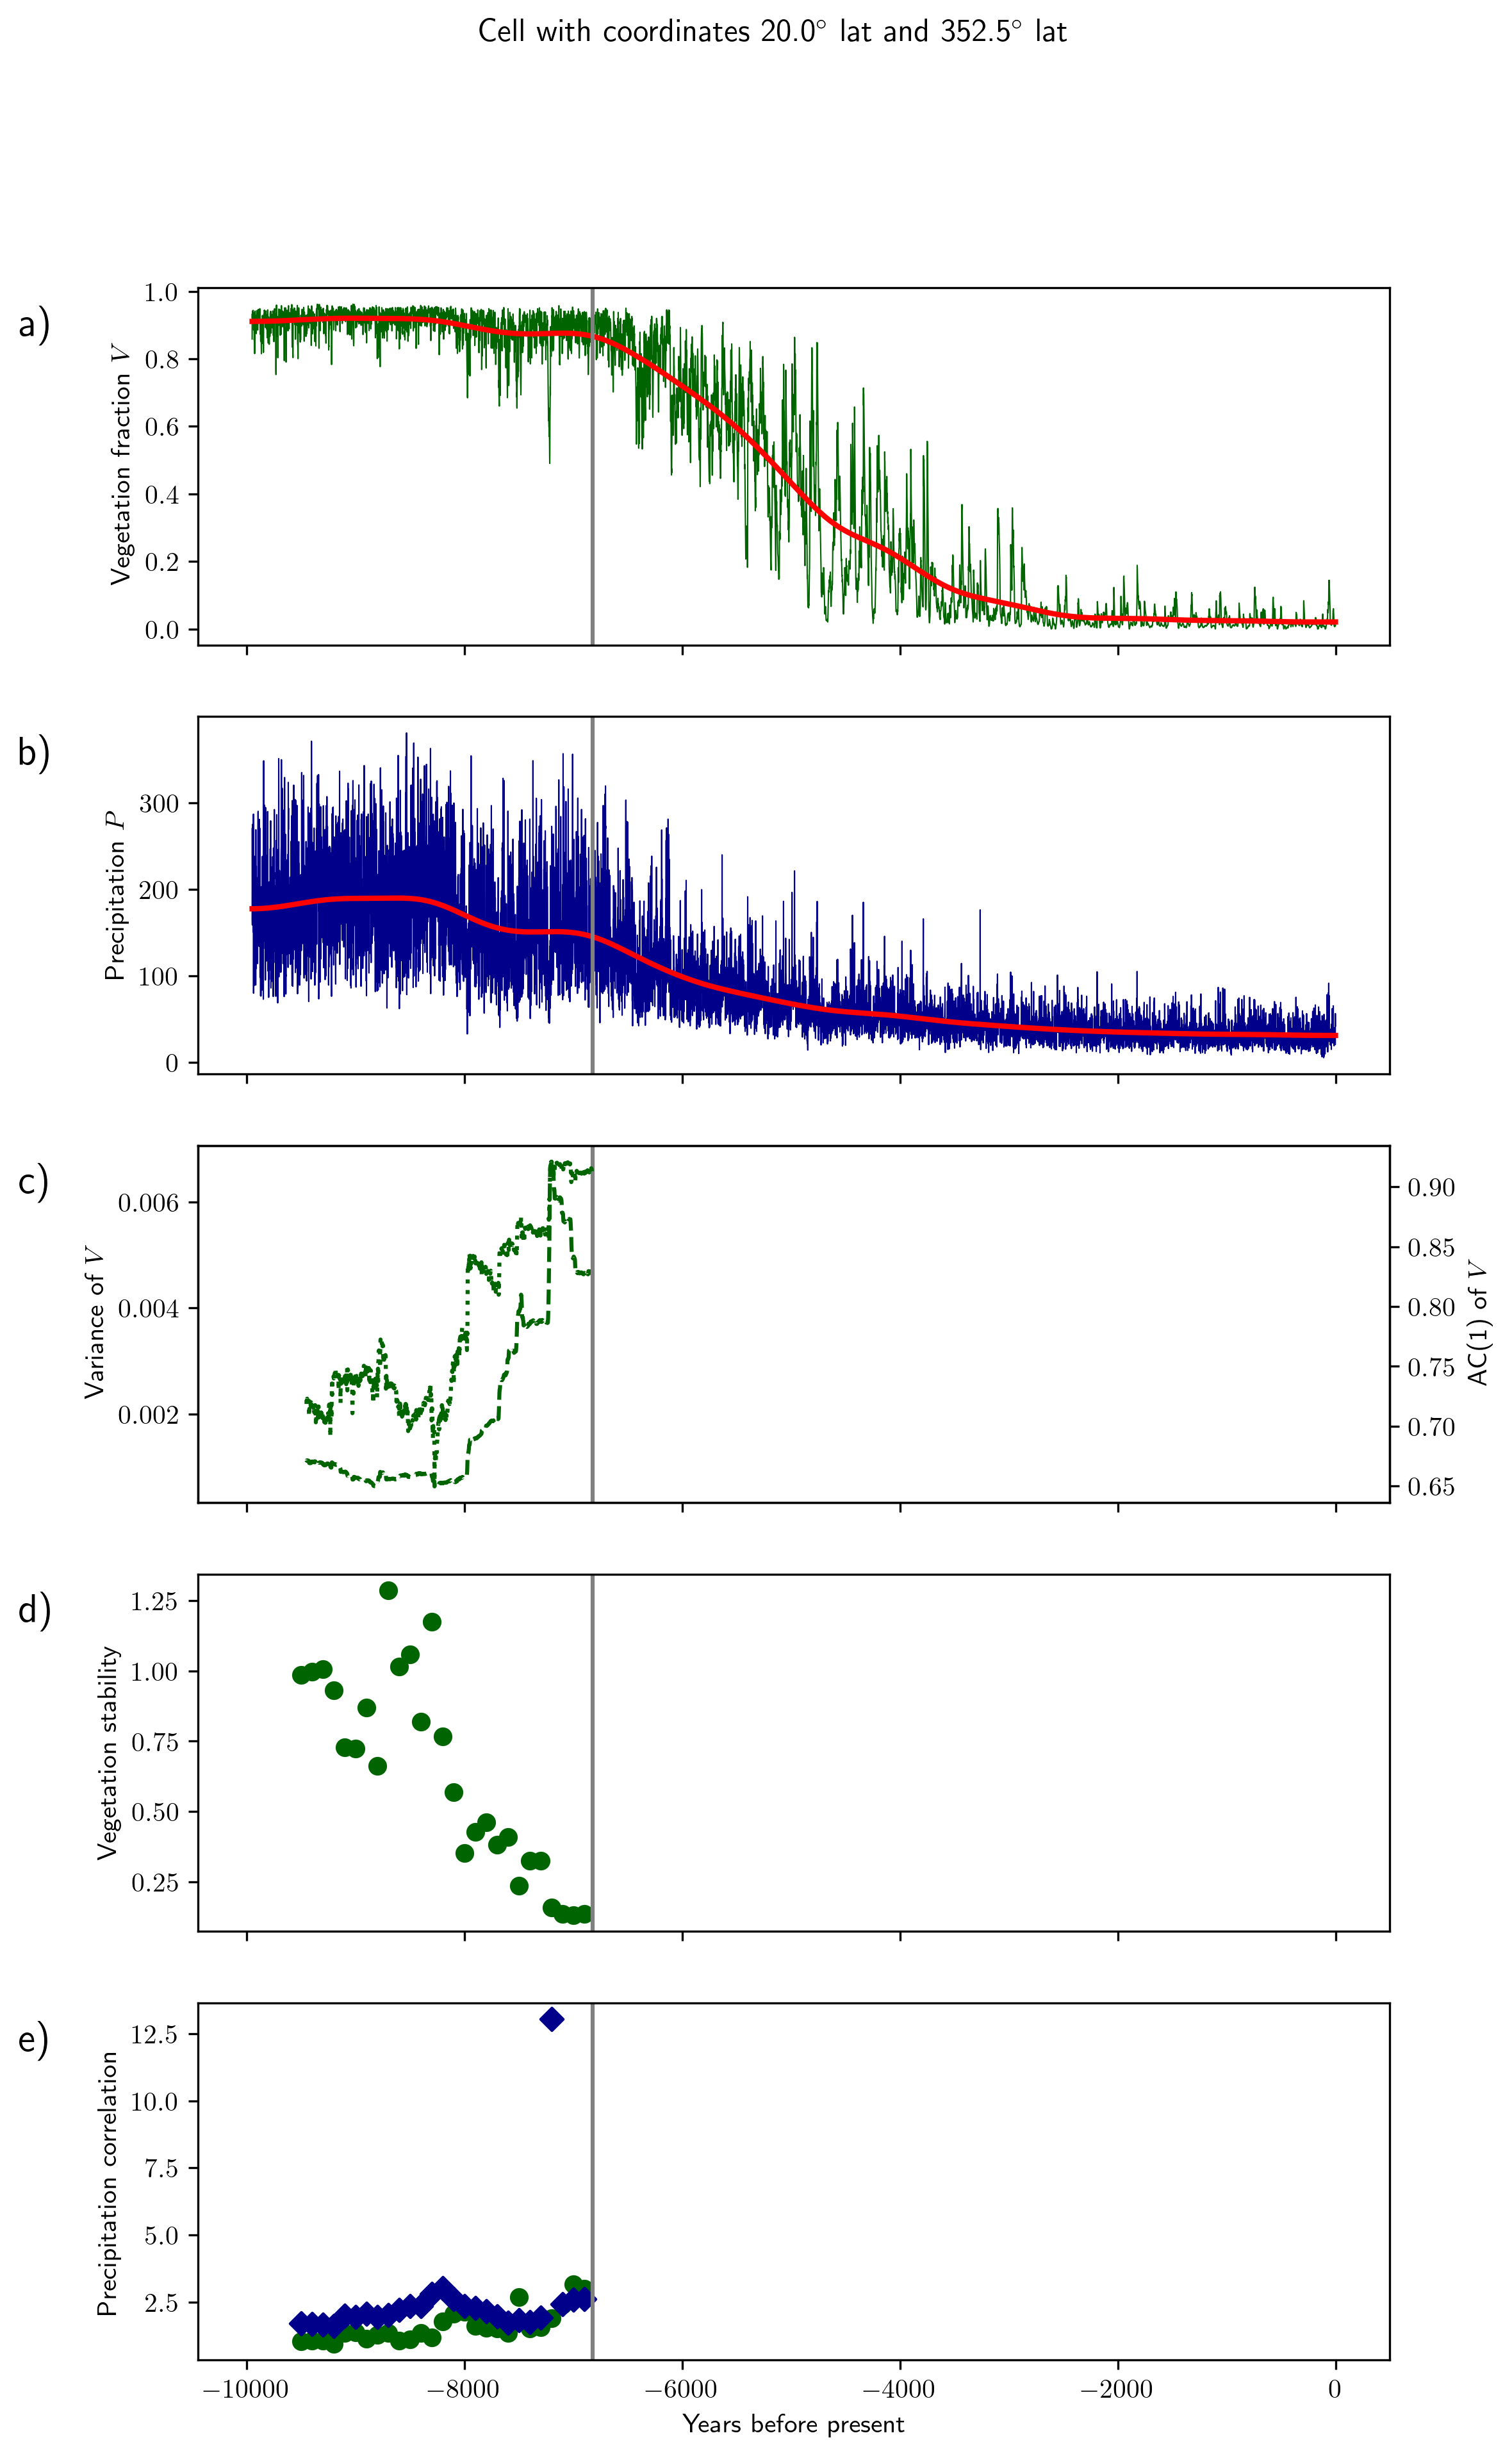 Cell with coordinates 20.0° lat and 352.5° lat
a)
Vegetation fraction V
1.0
0.8
0.6
0.4
0.2
0.0
b)
Precipitation P
300
200
100
0
c)
Variance of V
0.006
0.004
0.002
0.90
0.85
0.80
0.75
0.70
0.65
AC(1) of V
d)
Vegetation stability
1.25
1.00
0.75
0.50
0.25
e)
Precipitation correlation
12.5
10.0
7.5
5.0
2.5
−10000 −8000 −6000 −4000 −2000 0
Years before present